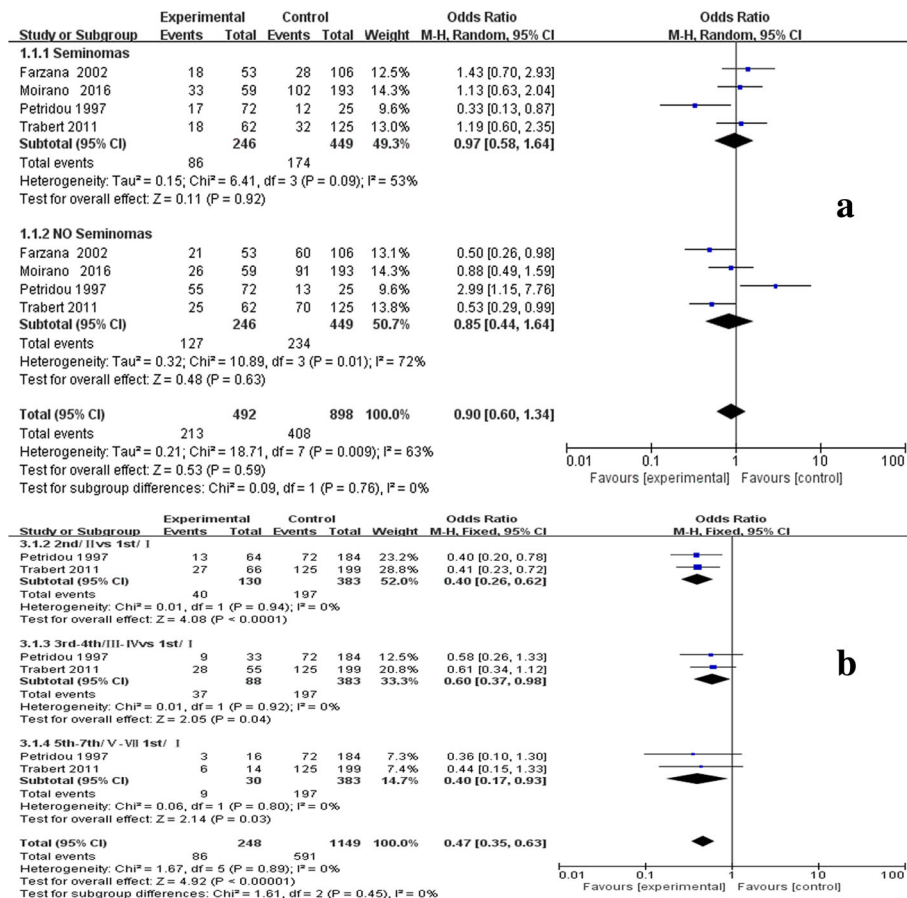 Experimental Control Odds Ratio Odds Ratio
Study or Subgroup Events Total Events Total Weight M-H, Random, 95% CI M-H, Random, 95% CI
1.1.1 Seminomas
Farzana 2002 18 53 28 106 12.5% 1.43 [0.70, 2.93]
Moirano 2016 33 59 102 193 14.3% 1.13 [0.63, 2.04]
Petridou 1997 17 72 12 25 9.6% 0.33 [0.13, 0.87]
Trabert 2011 18 62 32 125 13.0% 1.19 [0.60, 2.35]
Subtotal (95% CI) 246 449 49.3% 0.97 [0.58, 1.64]
Total events 86 174
Heterogeneity: Tau² = 0.15; Chi² = 6.41, df = 3 (P = 0.09); I² = 53%
Test for overall effect: Z = 0.11 (P = 0.92)
a
1.1.2 NO Seminomas
Farzana 2002 21 53 60 106 13.1% 0.50 [0.26, 0.98]
Moirano 2016 26 59 91 193 14.3% 0.88 [0.49, 1.59]
Petridou 1997 55 72 13 25 9.6% 2.99 [1.15, 7.76]
Trabert 2011 25 62 70 125 13.8% 0.53 [0.29, 0.99]
Subtotal (95% CI) 246 449 50.7% 0.85 [0.44, 1.64]
Total events 127 234
Heterogeneity: Tau² = 0.32; Chi² = 10.89, df = 3 (P = 0.01); I² = 72%
Test for overall effect: Z = 0.48 (P = 0.63)
Total (95% CI) 492 898 100.0% 0.90 [0.60, 1.34]
Total events 213 408
Heterogeneity: Tau² = 0.21; Chi² = 18.71, df = 7 (P = 0.009); I² = 63%
Test for overall effect: Z = 0.53 (P = 0.59)
Test for subgroup differences: Chi² = 0.09, df = 1 (P = 0.76), I² = 0%
0.01 0.1 1 10 100
Favours [experimental] Favours [control]
Experimental Control Odds Ratio Odds Ratio
Study or Subgroup Events Total Events Total Weight M-H, Fixed, 95% CI M-H, Fixed, 95% CI
3.1.2 2nd/ⅡVS 1st/Ⅰ
Petridou 1997 13 64 72 184 23.2% 0.40 [0.20, 0.78]
Trabert 2011 27 66 125 199 28.8% 0.41 [0.23, 0.72]
Subtotal (95% CI) 130 383 52.0% 0.40 [0.26, 0.62]
Total events 40 197
Heterogeneity: Chi² = 0.01, df = 1 (P = 0.94); I² = 0%
Test for overall effect: Z = 4.08 (P < 0.0001)
3.1.3 3rd-4th/III-IVvs 1st/Ⅰ
Petridou 1997 9 33 72 184 12.5% 0.58 [0.26, 1.33]
Trabert 2011 28 55 125 199 20.8% 0.61 [0.34, 1.12]
Subtotal (95% CI) 88 383 33.3% 0.60 [0.37, 0.98]
Total events 37 197
Heterogeneity: Chi² = 0.01, df = 1 (P = 0.92); I² = 0%
Test for overall effect: Z = 2.05 (P = 0.04)
b
3.1.4 5th-7th/Ⅴ-Ⅶ 1st/Ⅰ
Petridou 1997 3 16 72 184 7.3% 0.36 [0.10, 1.30]
Trabert 2011 6 14 125 199 7.4% 0.44 [0.15, 1.33]
Subtotal (95% CI) 30 383 14.7% 0.40 [0.17, 0.93]
Total events 9 197
Heterogeneity: Chi² = 0.06, df = 1 (P = 0.80); I² = 0%
Test for overall effect: Z = 2.14 (P = 0.03)
Total (95% CI) 248 1149 100.0% 0.47 [0.35, 0.63]
Total events 86 591
Heterogeneity: Chi² = 1.67, df = 5 (P = 0.89); I² = 0%
Test for overall effect: Z = 4.92 (P < 0.00001)
Test for subgroup differences: Chi² = 1.61, df = 2 (P = 0.45), I² = 0%
0.01 0.1 1 10 100
Favours [experimental] Favours [control]